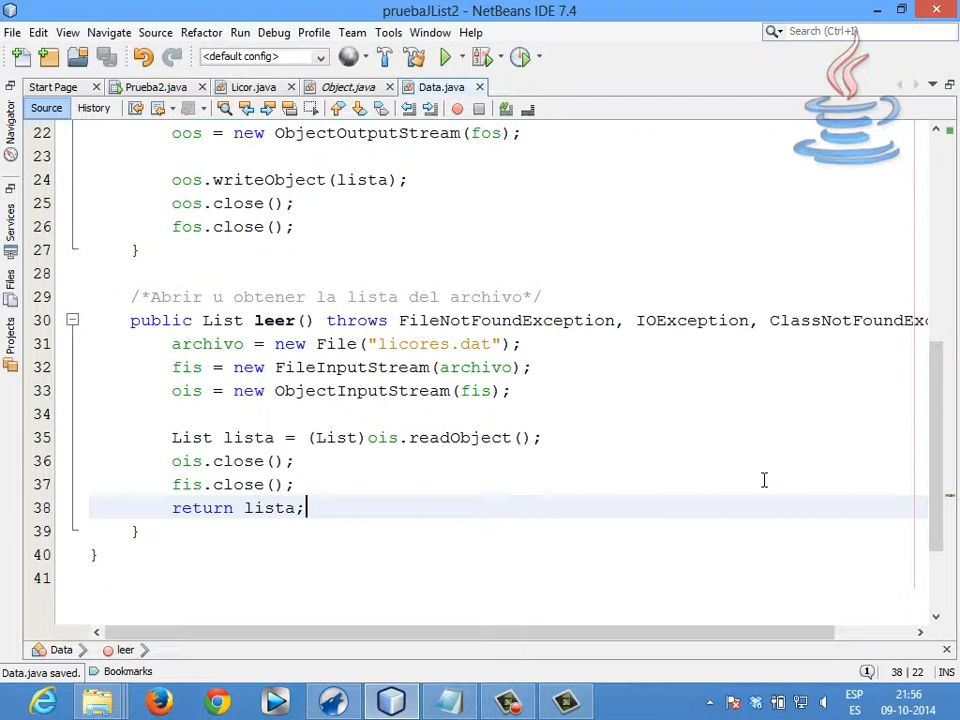 pruebaJList2 - NetBeans IDE 7.4
File Edit View Navigate Source Refactor Run Debug Profile Team Tools Window Help
Search (Ctrl+I)
<default config>
Start Page Prueba2.java Licor.java Object.java Data.java
Source History
Navigator
Services
Files
Projects
22 oos = new ObjectOutputStream(fos);
23
24 oos.writeObject(lista);
25 oos.close();
26 fos.close();
27 }
28
29 /*Abrir u obtener la lista del archivo*/
30 public List leer() throws FileNotFoundException, IOException, ClassNotFoundExc
31 archivo = new File("licores.dat");
32 fis = new FileInputStream(archivo);
33 ois = new ObjectInputStream(fis);
34
35 List lista = (List)ois.readObject();
36 ois.close();
37 fis.close();
38 return lista;
39 }
40 }
41
Data leer
Data.java saved. Bookmarks 1 38 | 22 INS
ESP 21:56
ES 09-10-2014